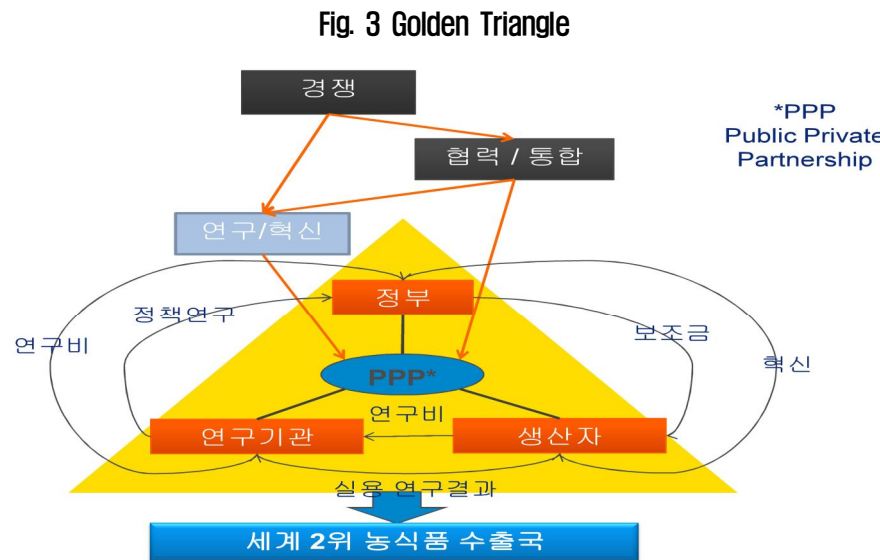 Fig. 3 Golden Triangle
경쟁
*PPP
Public Private
Partnership
협력 / 통합
연구/혁신
정부
정책연구
연구비
보조금
혁신
PPP*
연구비
연구기관
생산자
실용 연구결과
세계 2위 농식품 수출국